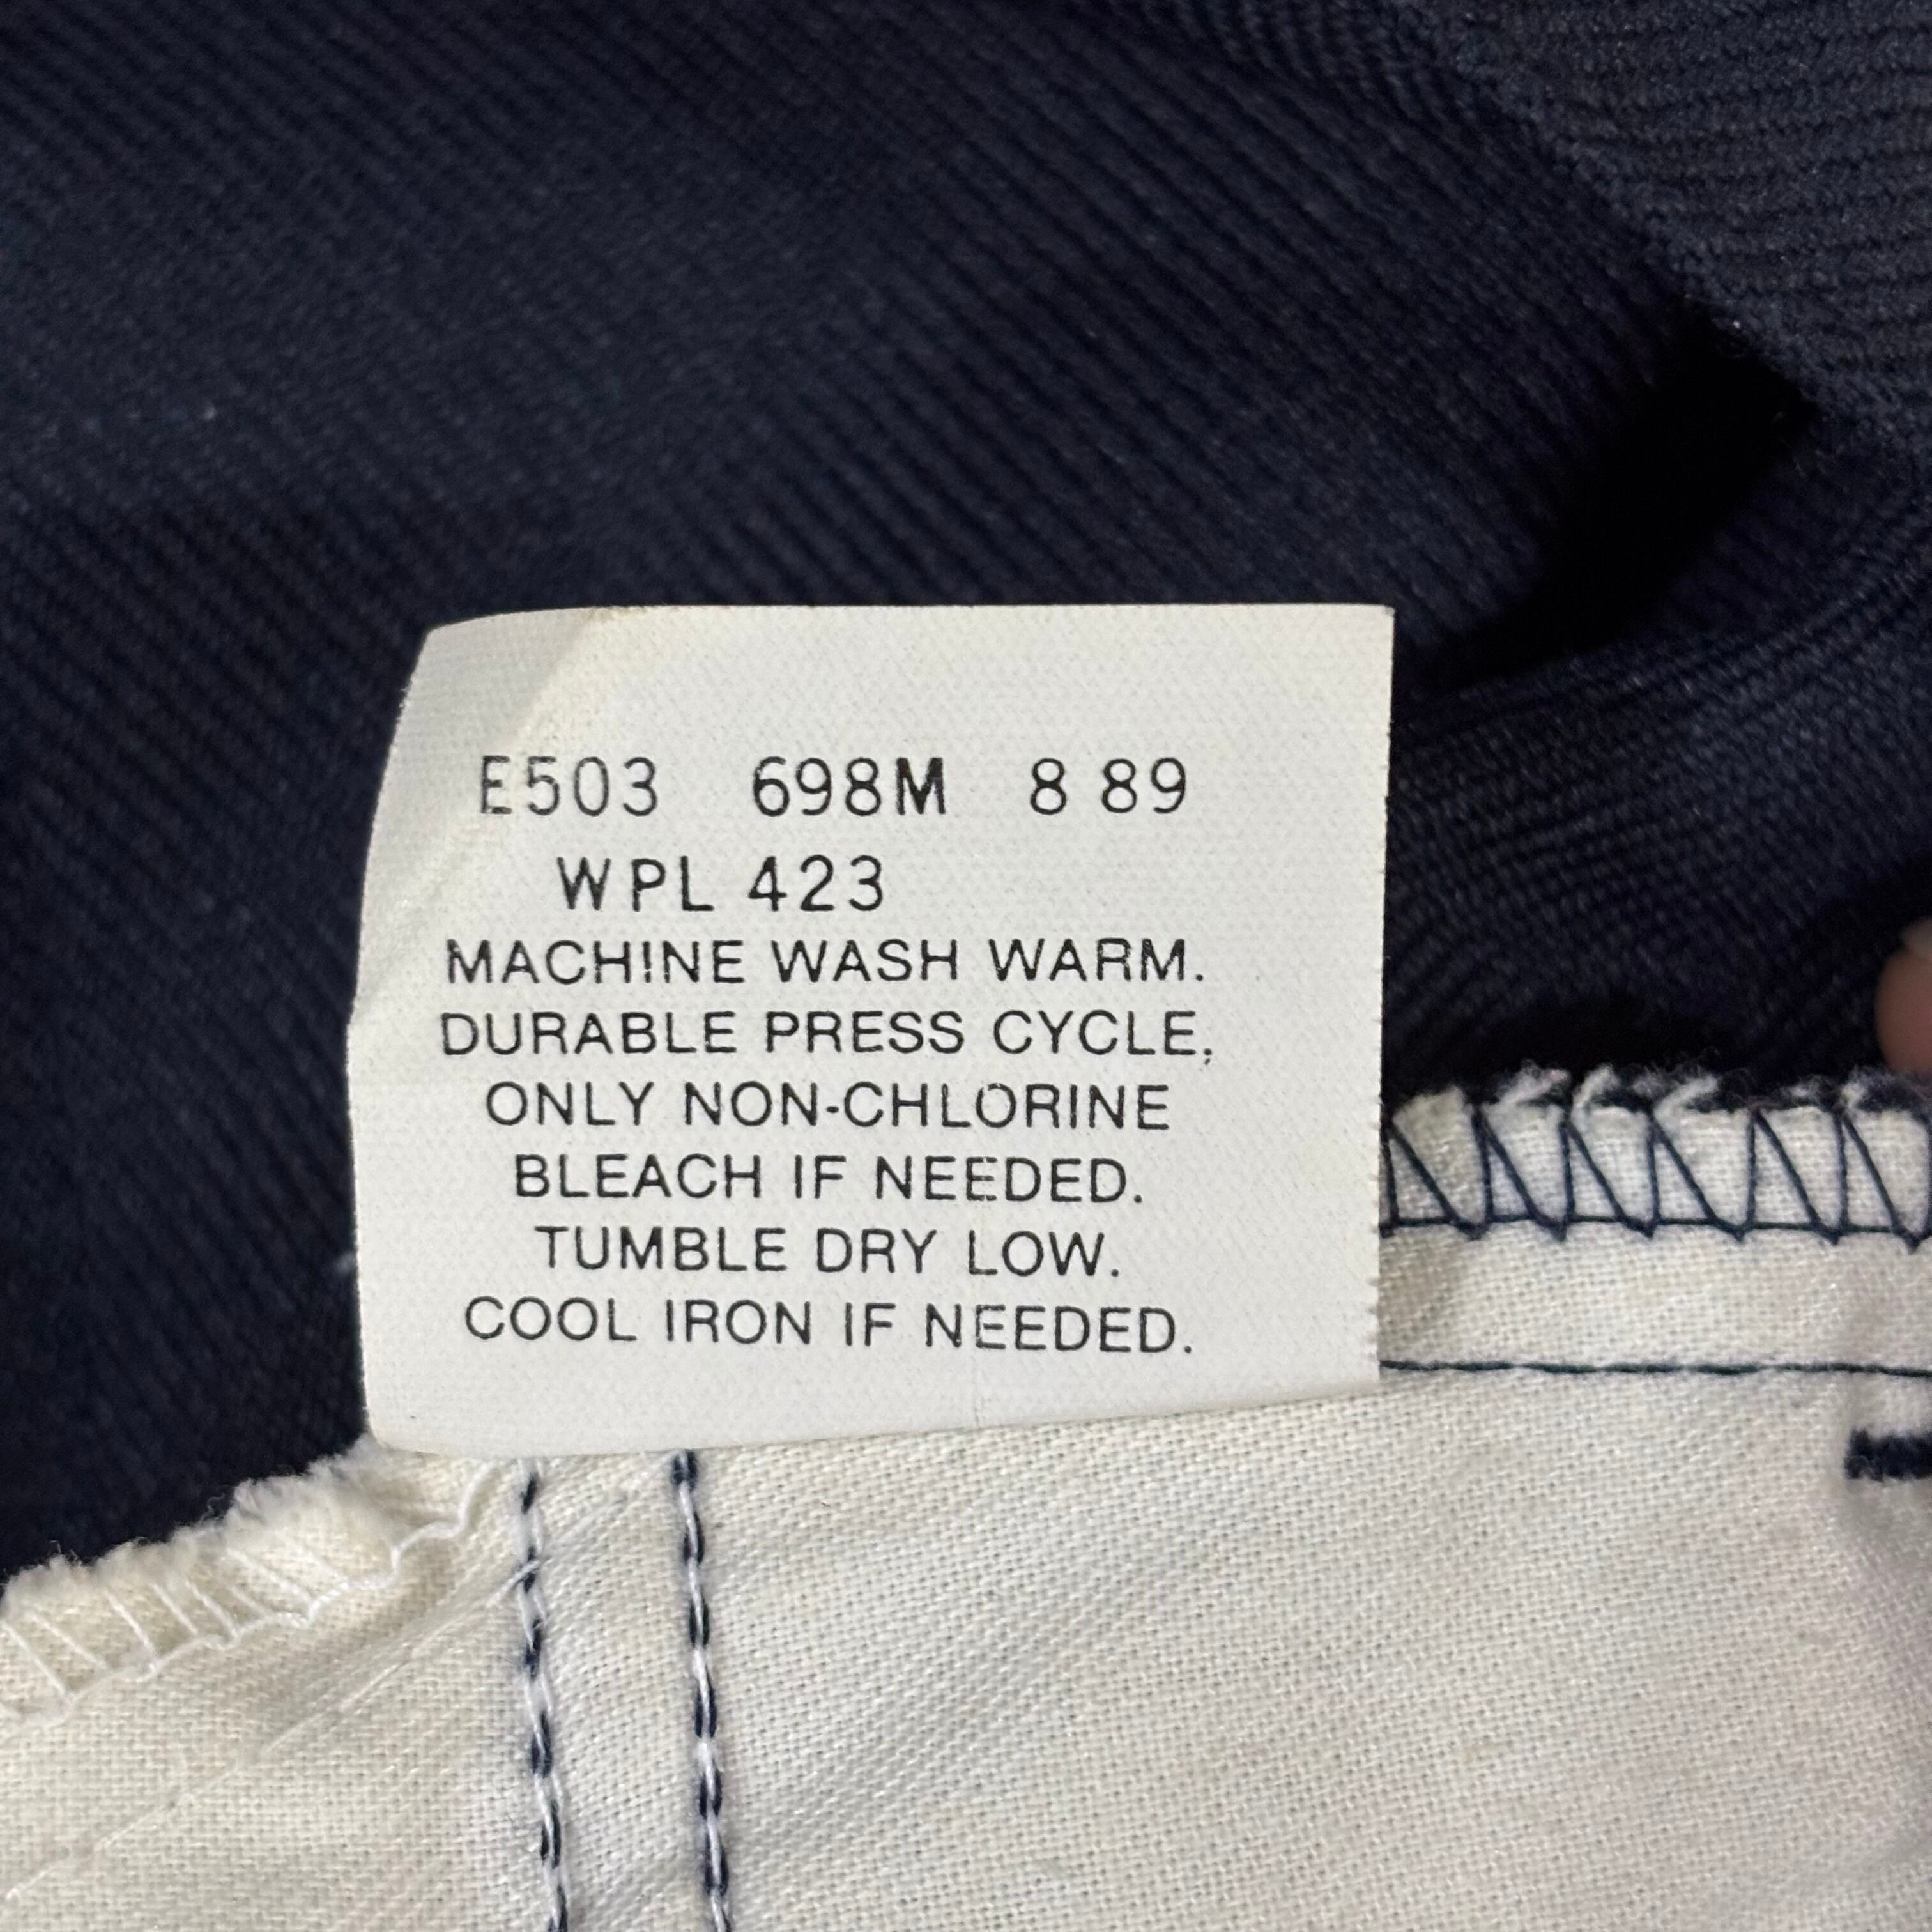 E503 698M 8 89
WPL 423
MACHINE WASH WARM.
DURABLE PRESS CYCLE,
ONLY NON-CHLORINE
BLEACH IF NEEDED.
TUMBLE DRY LOW.
COOL IRON IF NEEDED.